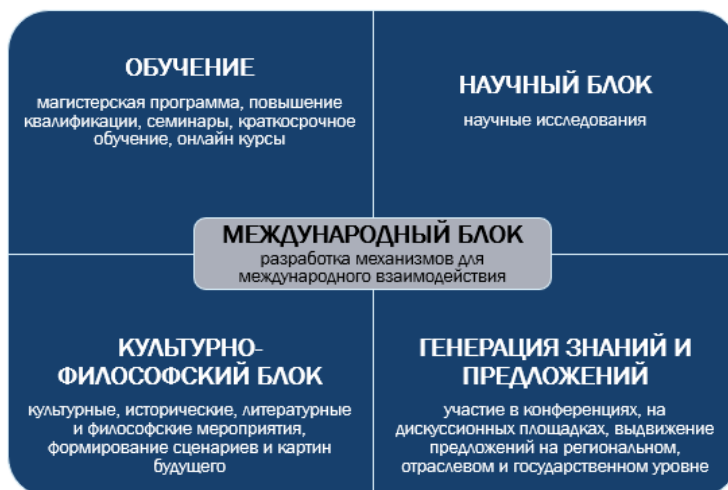 ОБУЧЕНИЕ
магистерская программа, повышение
квалификации, семинары, краткосрочное
обучение, онлайн курсы
НАУЧНЫЙ БЛОК
научные исследования
МЕЖДУНАРОДНЫЙ БЛОК
разработка механизмов для
международного взаимодействия
КУЛЬТУРНО-
ФИЛОСОФСКИЙ БЛОК
культурные, исторические, литературные
и философские мероприятия,
формирование сценариев и картин
будущего
ГЕНЕРАЦИЯ ЗНАНИЙ И
ПРЕДЛОЖЕНИЙ
участие в конференциях, на
дискуссионных площадках, выдвижение
предложений на региональном,
отраслевом и государственном уровне